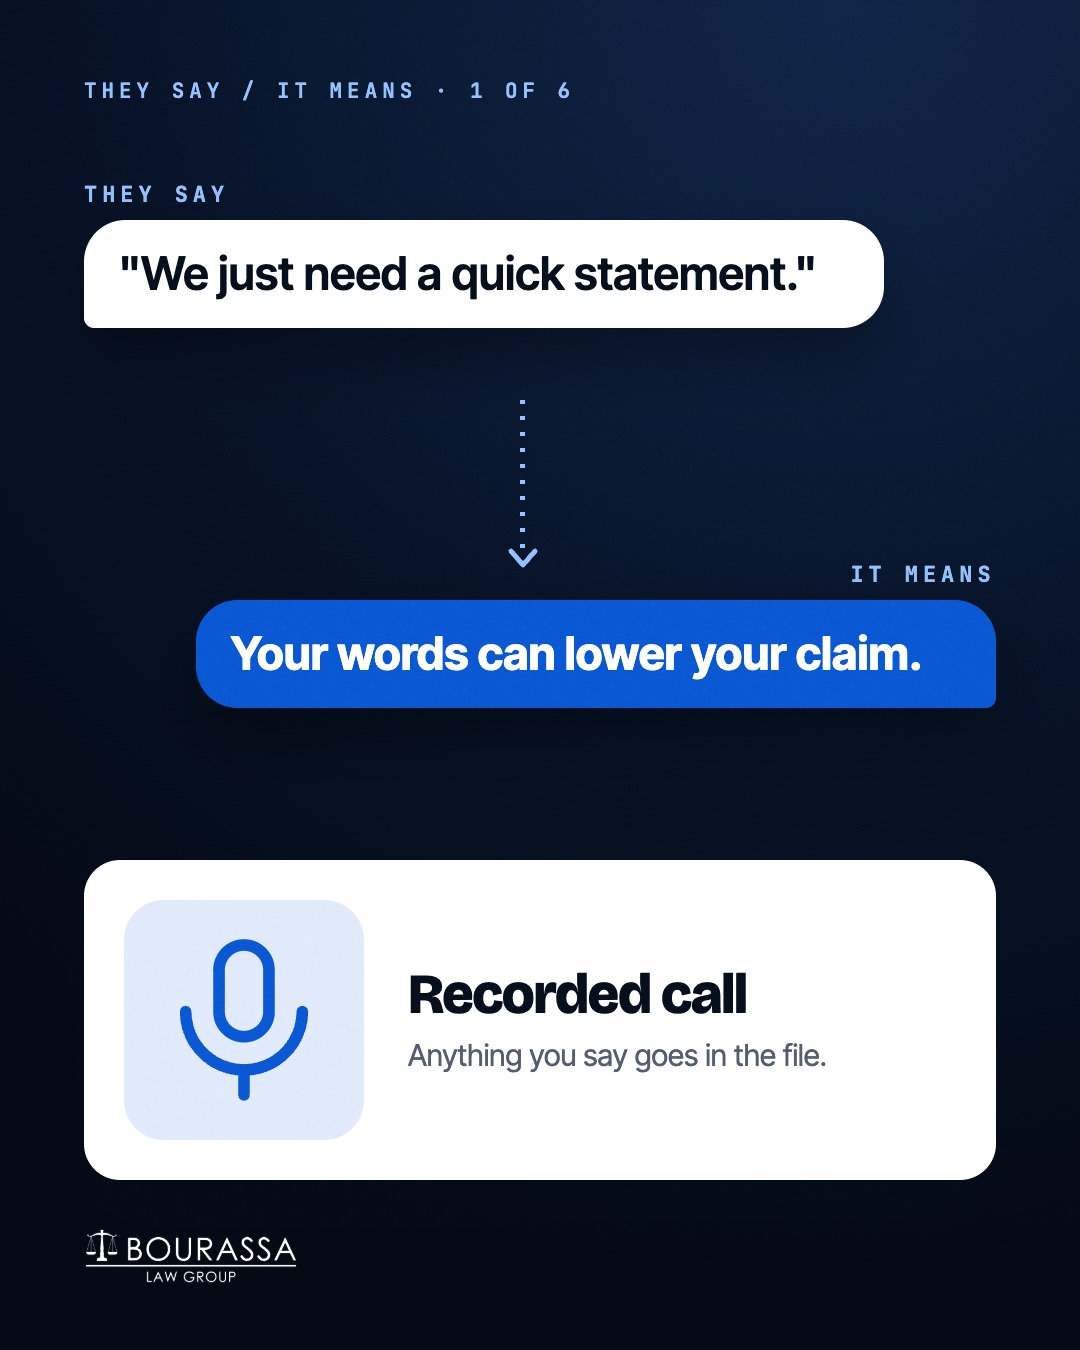 THEY SAY / IT MEANS · 1 OF 6
THEY SAY
"We just need a quick statement."
IT MEANS
Your words can lower your claim.
Recorded call
Anything you say goes in the file.
BOURASSA
LAW GROUP